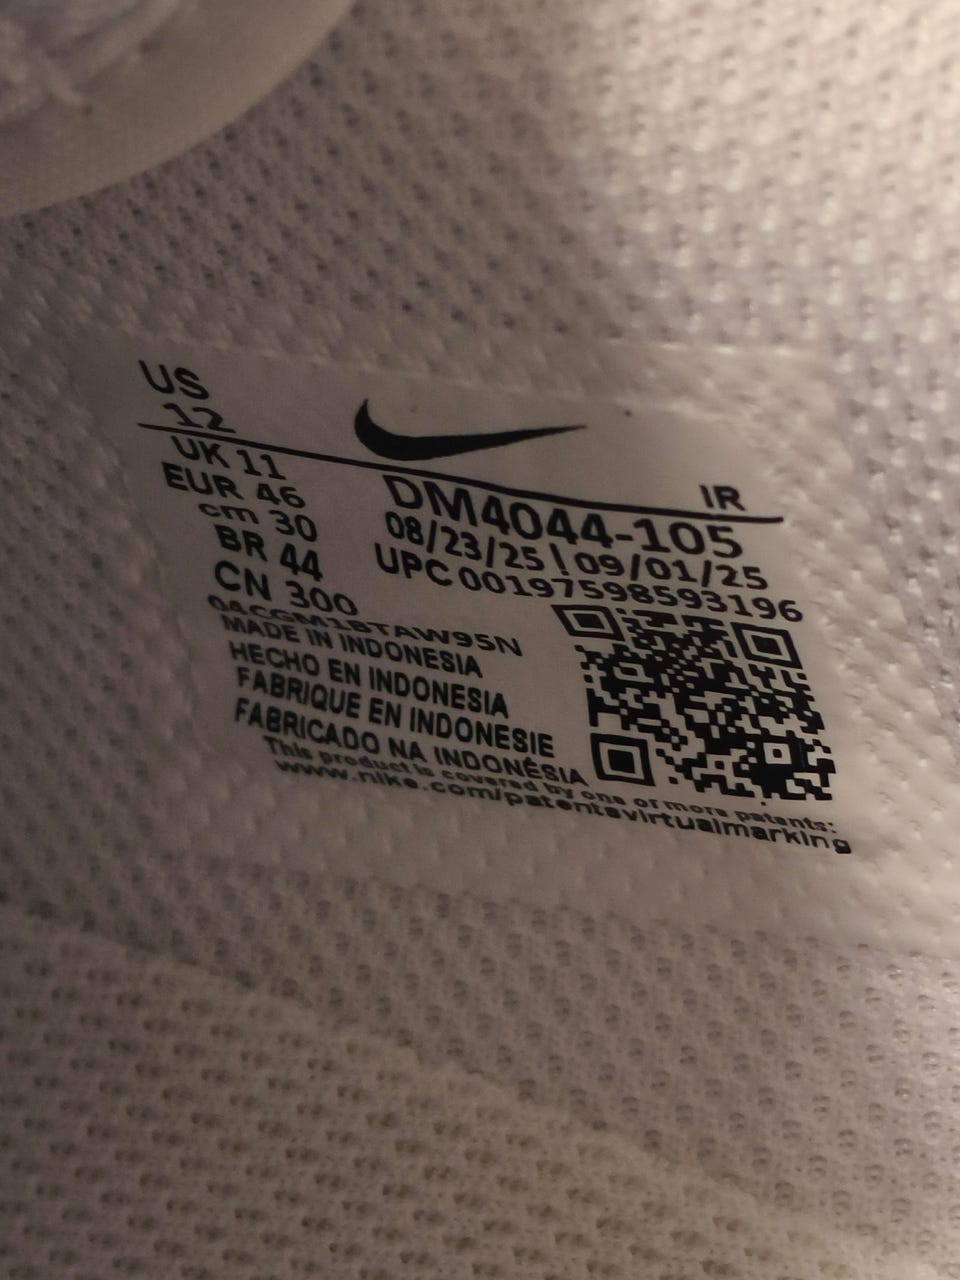 US
12
UK 11
EUR 46
cm 30
BR 44
CN 300
IR
DM4044-105
08/23/25 | 09/01/25
UPC 00197598593196
04CGM1BTAW95N
MADE IN INDONESIA
HECHO EN INDONESIA
FABRIQUE EN INDONESIE
FABRICADO NA INDONÉSIA
This product is covered by one or more patents:
www.nike.com/patentsvirtualmarking